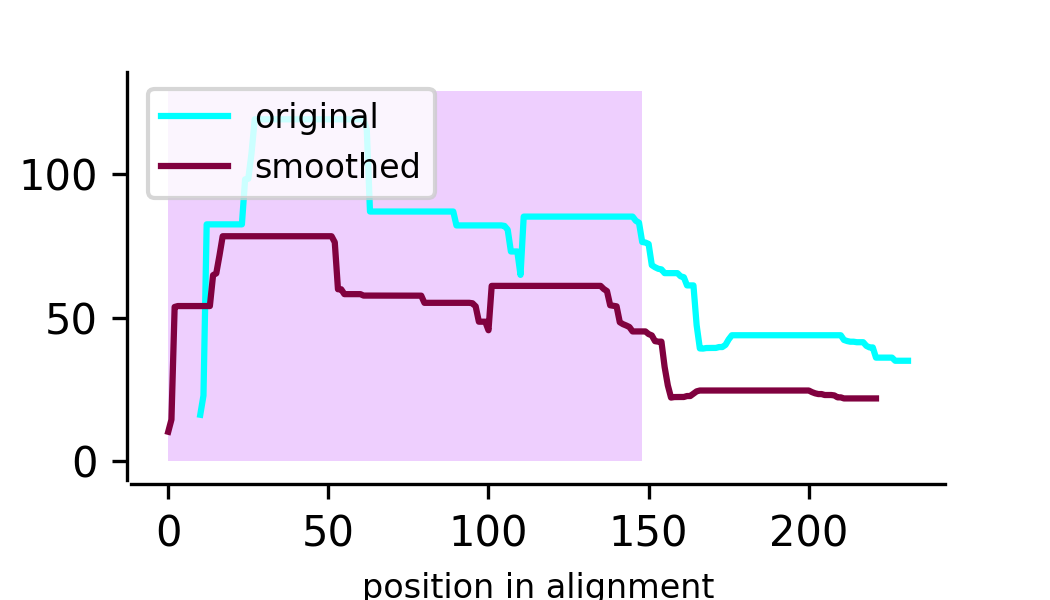 original
smoothed
100
50
0
0 50 100 150 200
position in alignment